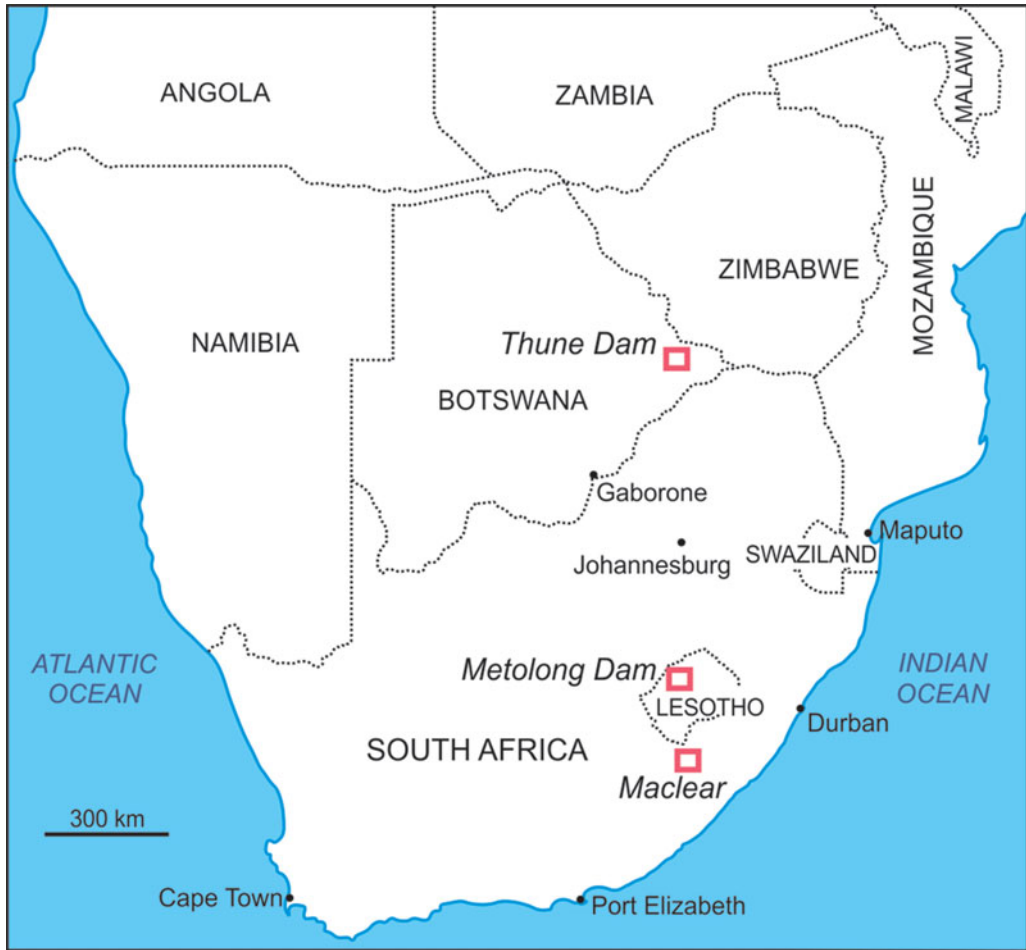 ANGOLA
ZAMBIA
MALAWI
MOZAMBIQUE
ZIMBABWE
NAMIBIA
Thune Dam
BOTSWANA
Gaborone
Maputo
Johannesburg
SWAZILAND
ATLANTIC
OCEAN
Metolong Dam
INDIAN
OCEAN
LESOTHO
Durban
SOUTH AFRICA
Maclear
300 km
Cape Town
Port Elizabeth